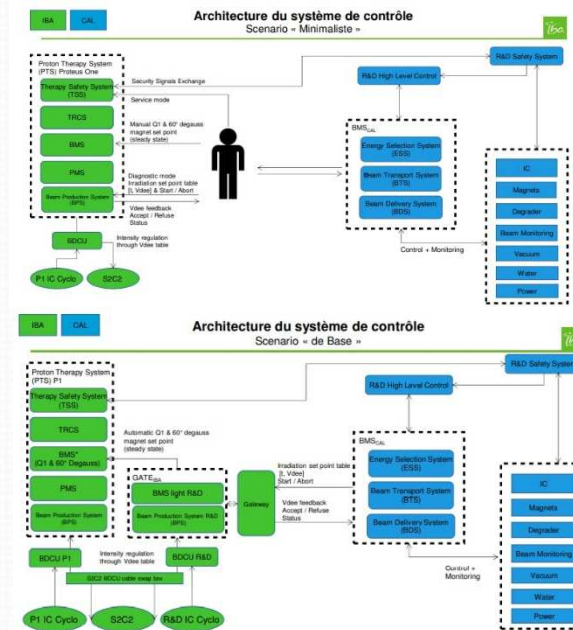 IBA
CAL
Architecture du système de contrôle
Scenario « Minimaliste »
iba
Proton Therapy System
(PTS) Proteus One
Therapy Safety System
(TSS)
TRCS
BMS
PMS
Beam Production System
(BPS)
BDCU
P1 IC Cyclo
S2C2
Security Signals Exchange
Service mode
Manual Q1 & 60° degauss
magnet set point
(steady state)
Diagnostic mode
Irradiation set point table
[I, Vdee] & Start / Abort
Vdee feedback
Accept / Refuse
Status
Intensity regulation
through Vdee table
R&D High Level Control
R&D Safety System
BMSCAL
Energy Selection System
(ESS)
Beam Transport System
(BTS)
Beam Delivery System
(BDS)
Control + Monitoring
IC
Magnets
Degrader
Beam Monitoring
Vacuum
Water
Power
IBA
CAL
Architecture du système de contrôle
Scenario « de Base »
Proton Therapy System
(PTS) P1
Therapy Safety System
(TSS)
TRCS
BMS*
(Q1 & 60° Degauss)
PMS
Beam Production System
(BPS)
BDCU P1
Automatic Q1 & 60° degauss
magnet set point
(steady state)
GATEIBA
BMS light R&D
Beam Production System R&D
(BPS)
Intensity regulation
through Vdee table
BDCU R&D
S2C2 BDCU cable swap box
P1 IC Cyclo
S2C2
R&D IC Cyclo
Gateway
Irradiation set point table
[I, Vdee]
Start / Abort
Vdee feedback
Accept / Refuse
Status
R&D High Level Control
R&D Safety System
BMSCAL
Energy Selection System
(ESS)
Beam Transport System
(BTS)
Beam Delivery System
(BDS)
Control +
Monitoring
IC
Magnets
Degrader
Beam Monitoring
Vacuum
Water
Power